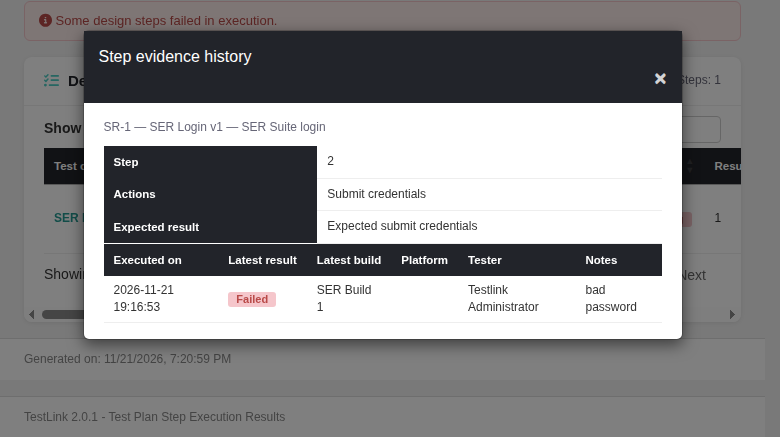 Some design steps failed in execution.
Step evidence history
Steps: 1
Show
Test
Resu
SER
1
Showin
Next
SR-1 — SER Login v1 — SER Suite login
Step 2
Actions Submit credentials
Expected result Expected submit credentials
Executed on Latest result Latest build Platform Tester Notes
2026-11-21 19:16:53 Failed SER Build 1 Testlink Administrator bad password
Generated on: 11/21/2026, 7:20:59 PM
TestLink 2.0.1 - Test Plan Step Execution Results